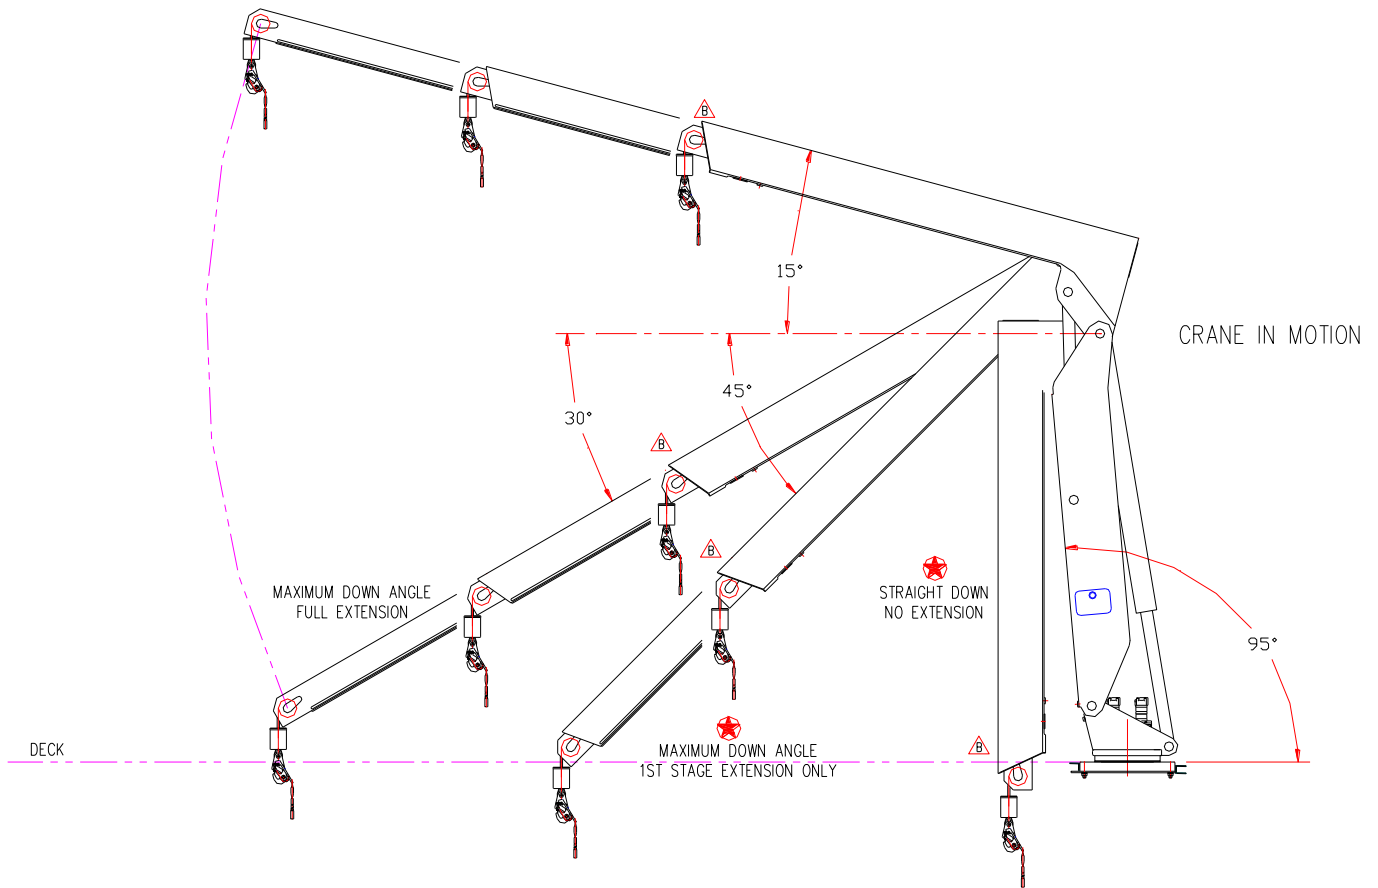 B
15°
CRANE IN MOTION
45°
30°
B
B
MAXIMUM DOWN ANGLE
FULL EXTENSION
STRAIGHT DOWN
NO EXTENSION
95°
DECK
MAXIMUM DOWN ANGLE
1ST STAGE EXTENSION ONLY
B